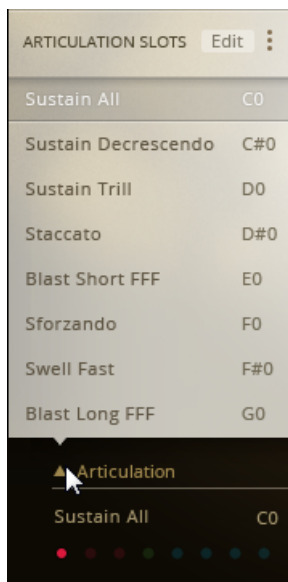 ARTICULATION SLOTS Edit
Sustain All C0
Sustain Decrescendo C#0
Sustain Trill D0
Staccato D#0
Blast Short FFF E0
Sforzando F0
Swell Fast F#0
Blast Long FFF G0
Articulation
Sustain All C0